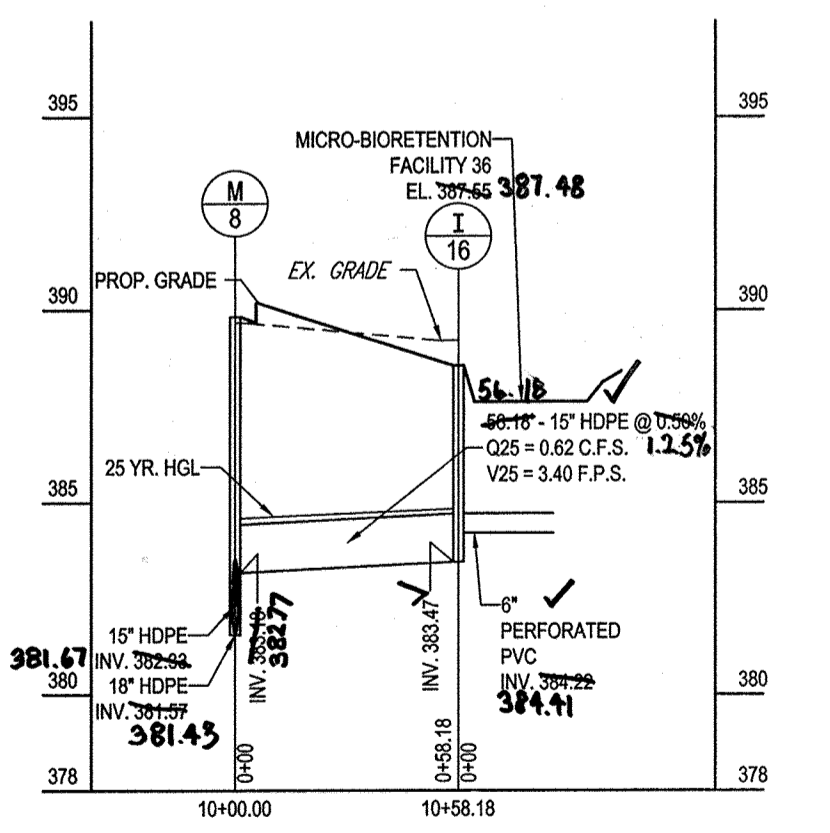 395
395
MICRO-BIORETENTION
FACILITY 36
EL. 387.55 387.48
M
8
I
16
PROP. GRADE
EX. GRADE
390
390
56.18
58.18' - 15" HDPE @ 0.50%
Q25 = 0.62 C.F.S. 1.25%
V25 = 3.40 F.P.S.
25 YR. HGL
385
385
INV. 383.18
382.77
INV. 383.47
6"
PERFORATED
PVC
INV. 384.22
384.41
15" HDPE
381.67 INV. 382.93
18" HDPE
INV. 381.57
381.43
380
380
0+00
0+58.18
0+00
378
378
10+00.00
10+58.18